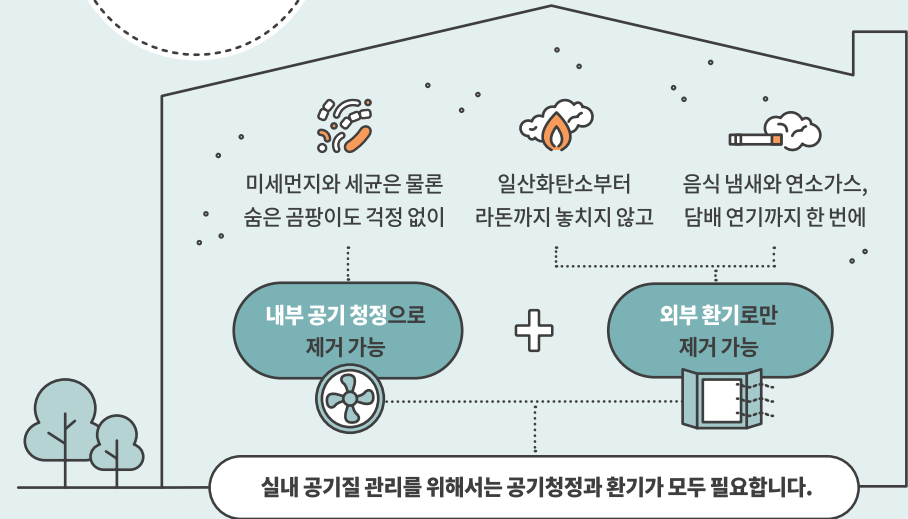 미세먼지와 세균은 물론
숨은 곰팡이도 걱정 없이
일산화탄소부터
라돈까지 놓치지 않고
음식 냄새와 연소가스,
담배 연기까지 한 번에
내부 공기 청정으로
제거 가능
외부 환기로만
제거 가능
실내 공기질 관리를 위해서는 공기청정과 환기가 모두 필요합니다.